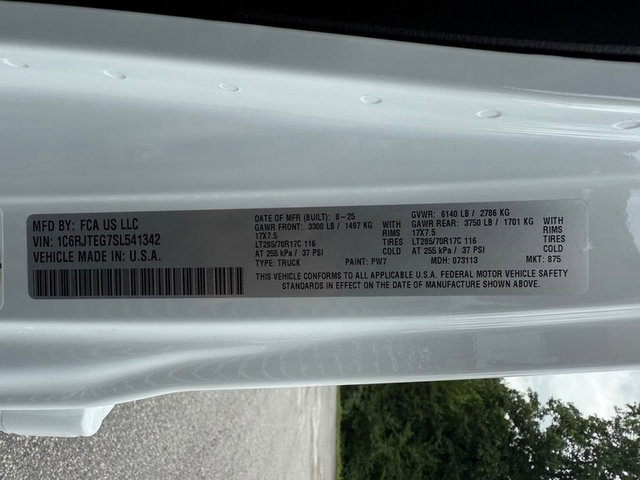 MFD BY: FCA US LLC
VIN: 1C6RJTEG7SL541342
VEHICLE MADE IN: U.S.A.
DATE OF MFR (BUILT): 8-25
GAWR FRONT: 3300 LB / 1497 KG WITH
17X7.5 RIMS
LT285/70R17C 116 TIRES
AT 255 kPa / 37 PSI COLD
TYPE: TRUCK PAINT: PW7
GVWR: 6140 LB / 2786 KG
GAWR REAR: 3750 LB / 1701 KG WITH
17X7.5 RIMS
LT285/70R17C 116 TIRES
AT 255 kPa / 37 PSI COLD
MDH: 073113 MKT: 875
THIS VEHICLE CONFORMS TO ALL APPLICABLE U.S.A. FEDERAL MOTOR VEHICLE SAFETY
STANDARDS IN EFFECT ON THE DATE OF MANUFACTURE SHOWN ABOVE.